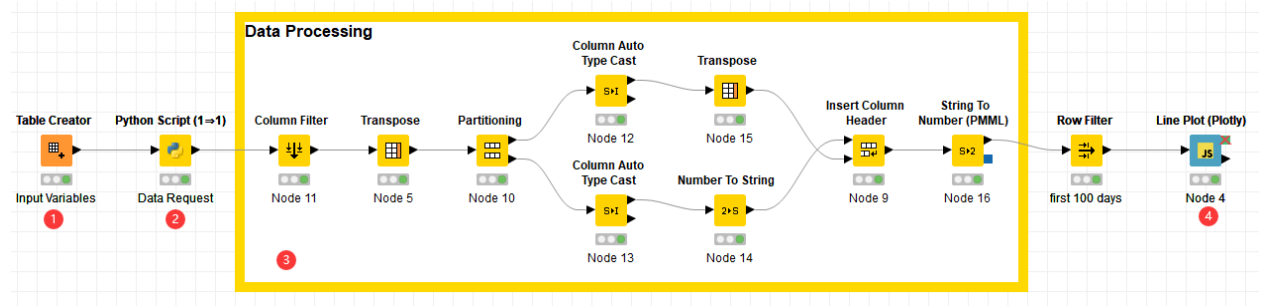 Data Processing
Column Auto
Type Cast
Transpose
S▸I
Node 12
Node 15
Table Creator
Python Script (1⇒1)
Column Filter
Transpose
Partitioning
Insert Column
Header
String To
Number (PMML)
Row Filter
Line Plot (Plotly)
S▸2
JS
Input Variables
Data Request
Node 11
Node 5
Node 10
Node 9
Node 16
first 100 days
Node 4
Column Auto
Type Cast
Number To String
S▸I
2▸S
Node 13
Node 14
1
2
3
4